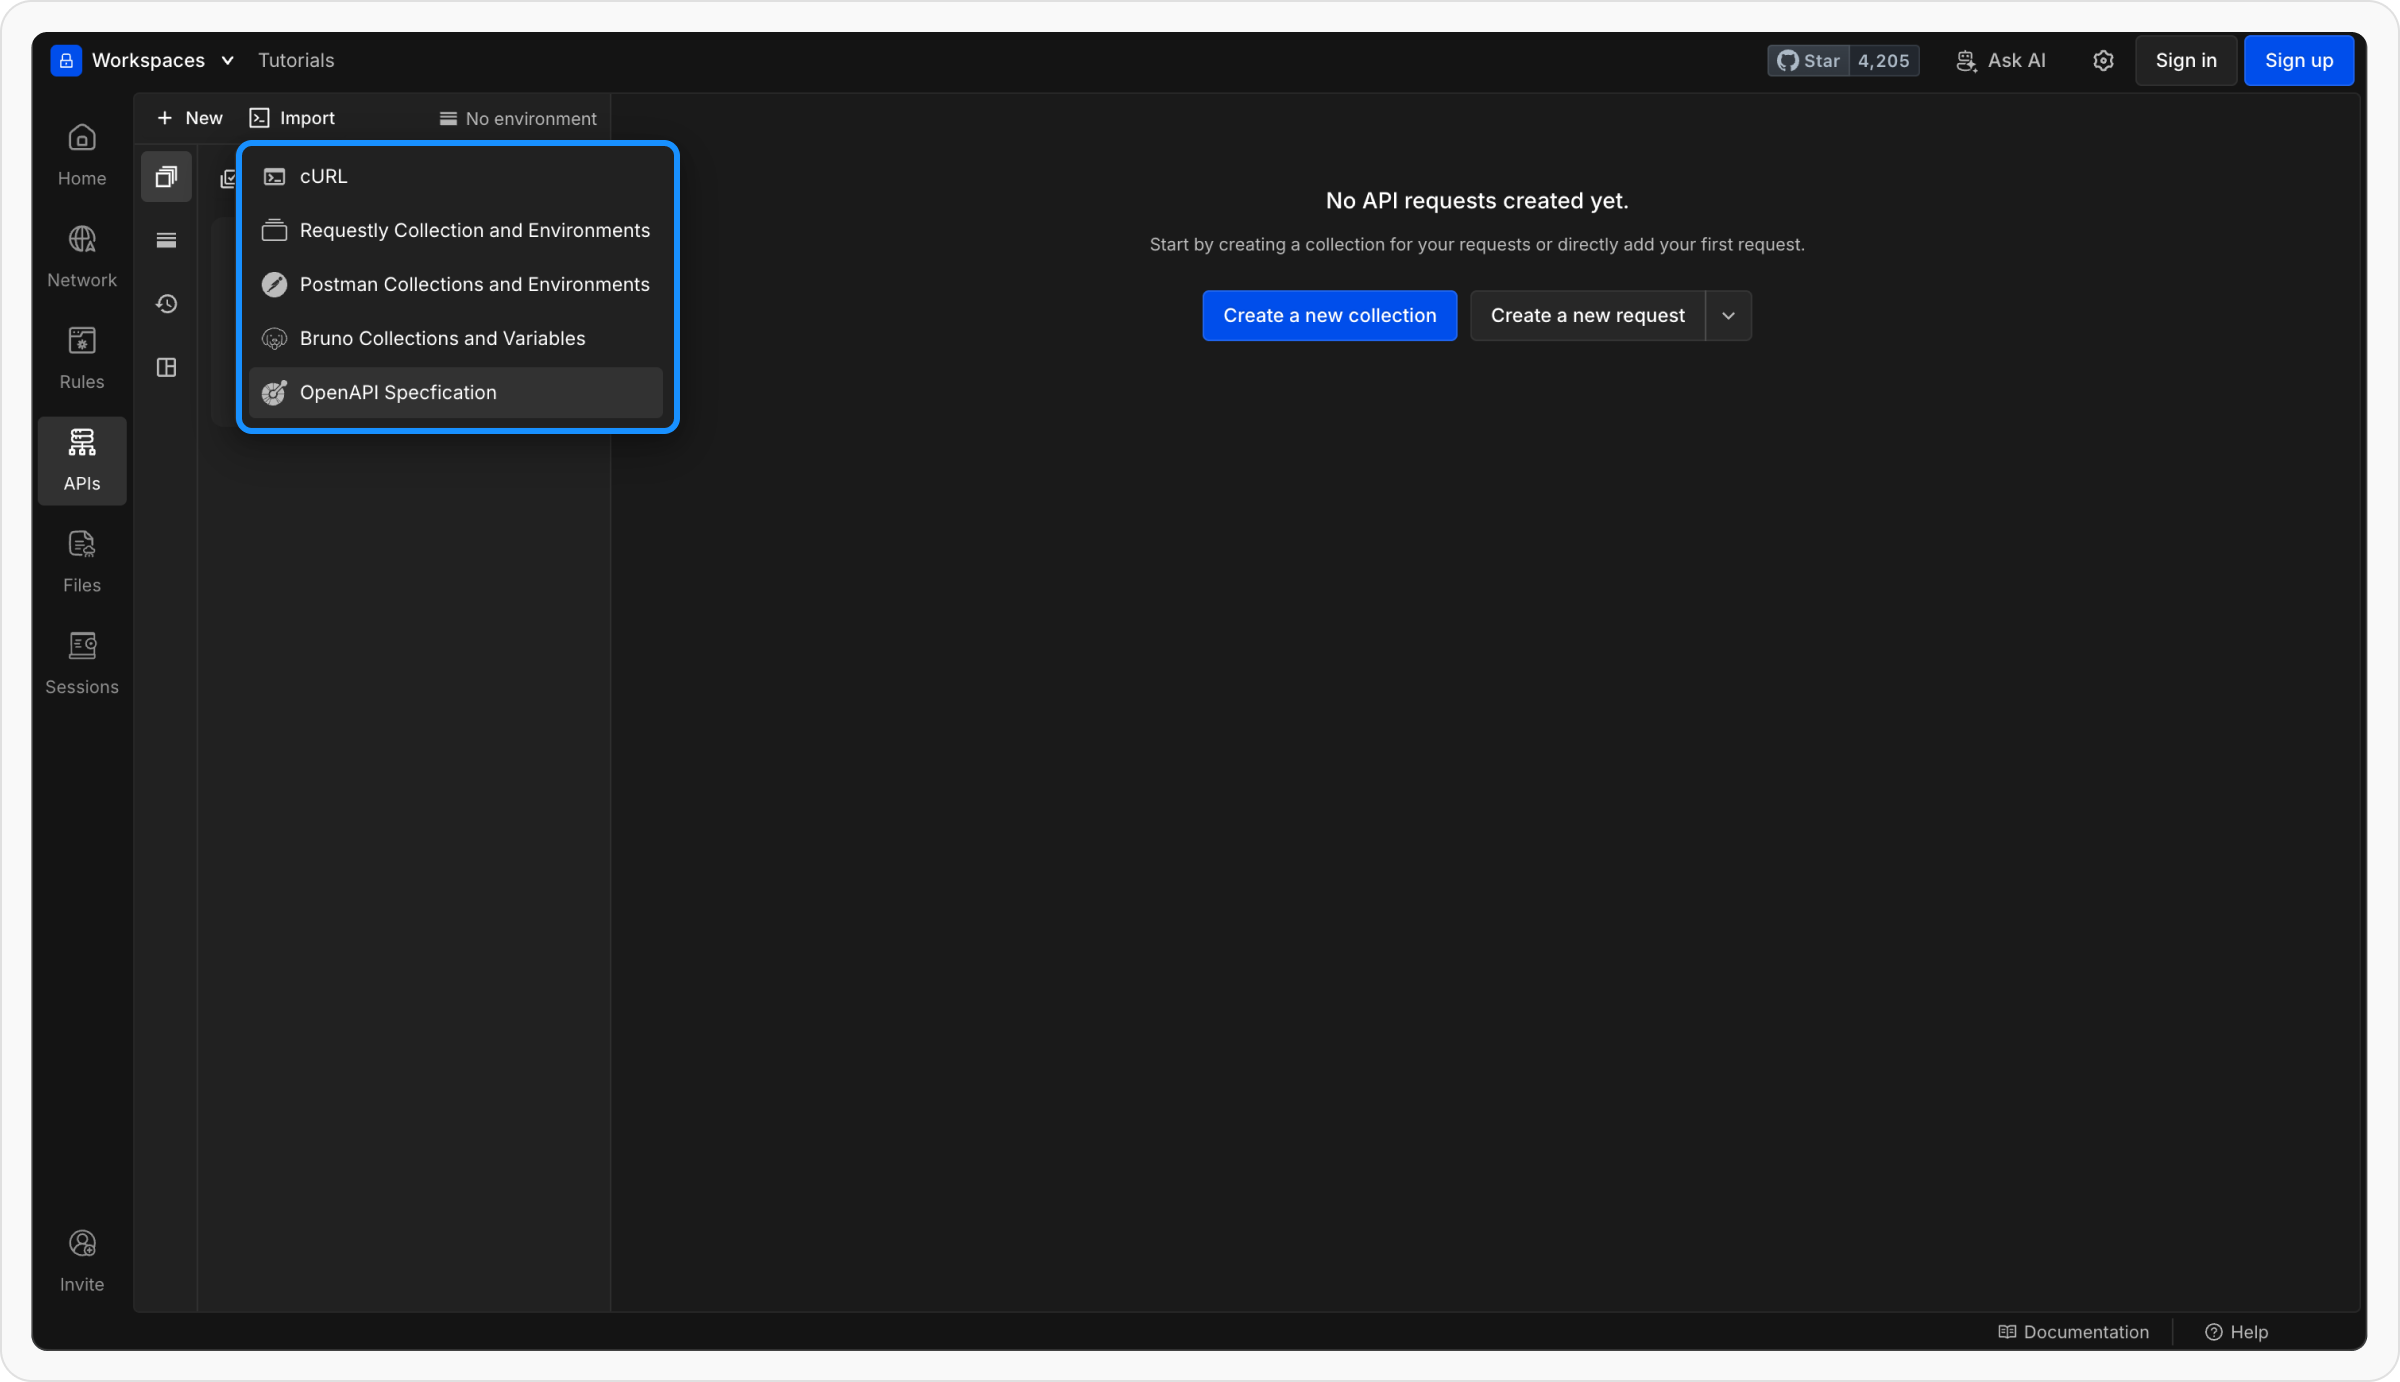 Workspaces
Tutorials
Star 4,205
Ask AI
Sign in
Sign up
Home
Network
Rules
APIs
Files
Sessions
Invite
New
Import
No environment
cURL
Requestly Collection and Environments
Postman Collections and Environments
Bruno Collections and Variables
OpenAPI Specfication
No API requests created yet.
Start by creating a collection for your requests or directly add your first request.
Create a new collection
Create a new request
Documentation
Help